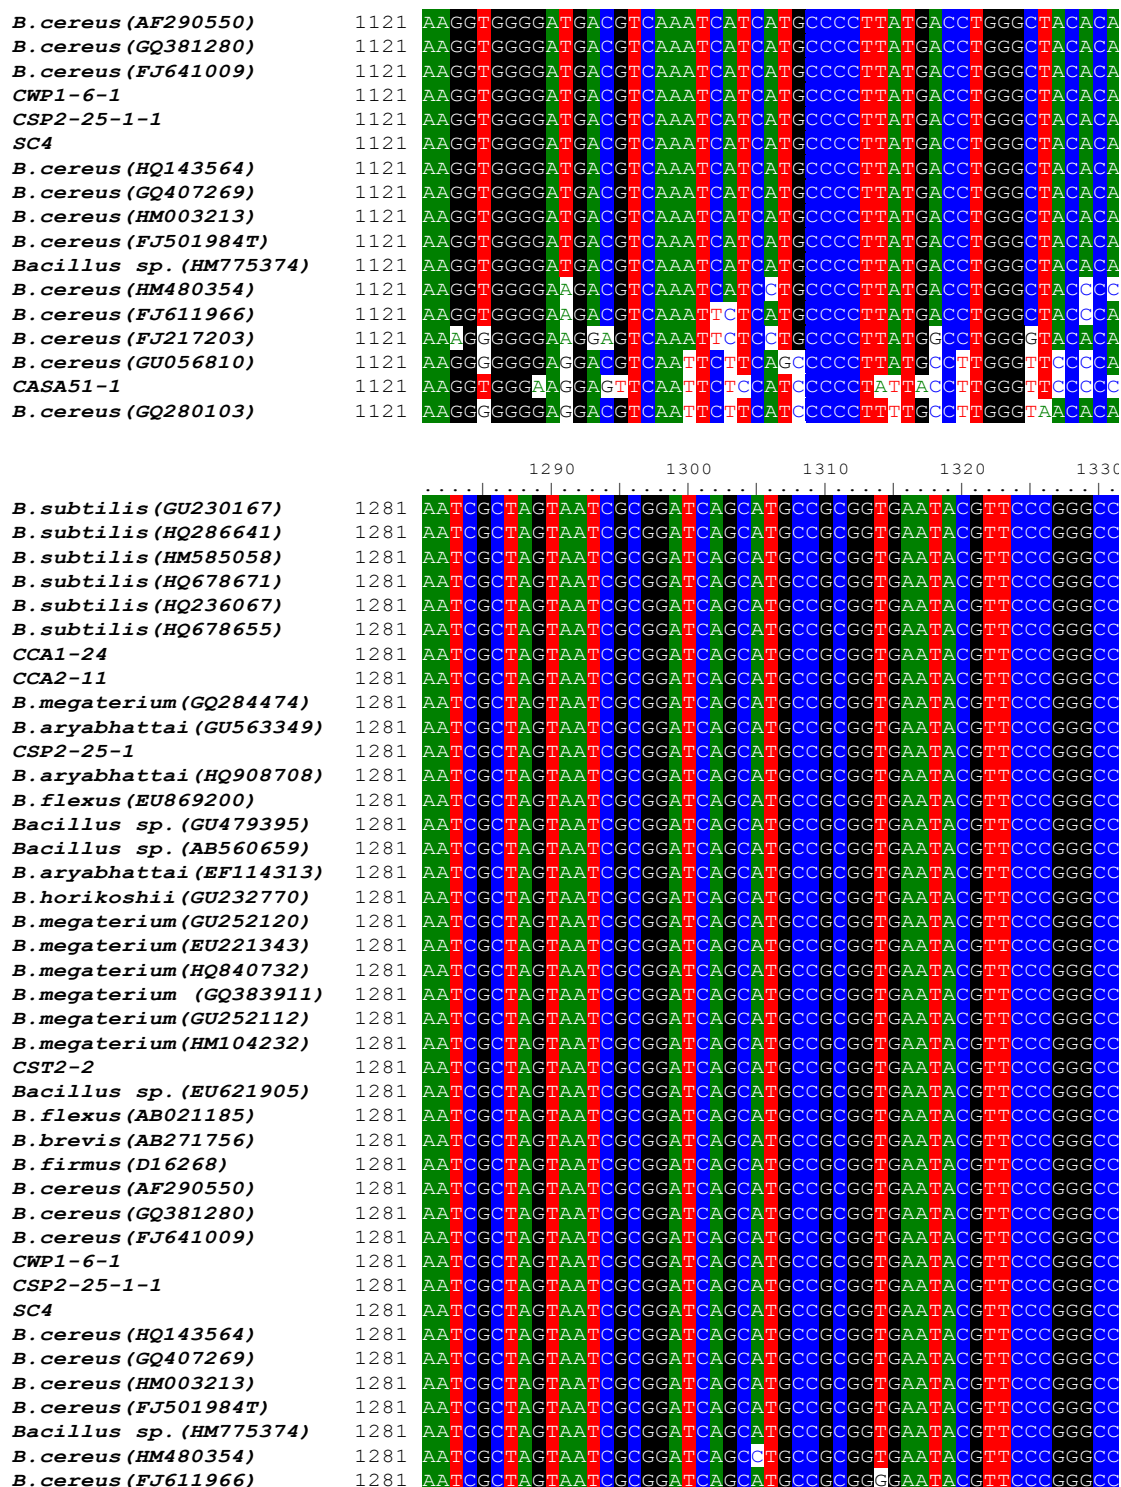 B.cereus(AF290550) 1121 AAGGTGGGGATGACGTCAAATCATCATGCCCCTTATGACCTGGGCTACACA
B.cereus(GQ381280) 1121 AAGGTGGGGATGACGTCAAATCATCATGCCCCTTATGACCTGGGCTACACA
B.cereus(FJ641009) 1121 AAGGTGGGGATGACGTCAAATCATCATGCCCCTTATGACCTGGGCTACACA
CWP1-6-1 1121 AAGGTGGGGATGACGTCAAATCATCATGCCCCTTATGACCTGGGCTACACA
CSP2-25-1-1 1121 AAGGTGGGGATGACGTCAAATCATCATGCCCCTTATGACCTGGGCTACACA
SC4 1121 AAGGTGGGGATGACGTCAAATCATCATGCCCCTTATGACCTGGGCTACACA
B.cereus(HQ143564) 1121 AAGGTGGGGATGACGTCAAATCATCATGCCCCTTATGACCTGGGCTACACA
B.cereus(GQ407269) 1121 AAGGTGGGGATGACGTCAAATCATCATGCCCCTTATGACCTGGGCTACACA
B.cereus(HM003213) 1121 AAGGTGGGGATGACGTCAAATCATCATGCCCCTTATGACCTGGGCTACACA
B.cereus(FJ501984T) 1121 AAGGTGGGGATGACGTCAAATCATCATGCCCCTTATGACCTGGGCTACACA
Bacillus sp.(HM775374) 1121 AAGGTGGGGATGACGTCAAATCATCATGCCCCTTATGACCTGGGCTACACA
B.cereus(HM480354) 1121 AAGGTGGGGAAGACGTCAAATCATCCTGCCCCTTATGACCTGGGCTACCCC
B.cereus(FJ611966) 1121 AAGGTGGGGAAGACGTCAAATTCTCATGCCCCTTATGACCTGGGCTACCCA
B.cereus(FJ217203) 1121 AAAGGGGGGAAGGAGTCAAATTCTCCTGCCCCTTATGGCCTGGGGTACACA
B.cereus(GU056810) 1121 AAGGGGGGGAGGACGTCAATTCTTCAGCCCCCTTATGCCTTGGGTTCCCCA
CASA51-1 1121 AAGGTGGGAAGGAGTTCAATTCTCCATCCCCCTATTACCTTGGGTTCCCCC
B.cereus(GQ280103) 1121 AAGGGGGGGAGGACGTCAATTCTTCATCCCCCTTTTGCCTTGGGTAACACA
1290 1300 1310 1320 1330
B.subtilis(GU230167) 1281 AATCGCTAGTAATCGCGGATCAGCATGCCGCGGTGAATACGTTCCCGGGCC
B.subtilis(HQ286641) 1281 AATCGCTAGTAATCGCGGATCAGCATGCCGCGGTGAATACGTTCCCGGGCC
B.subtilis(HM585058) 1281 AATCGCTAGTAATCGCGGATCAGCATGCCGCGGTGAATACGTTCCCGGGCC
B.subtilis(HQ678671) 1281 AATCGCTAGTAATCGCGGATCAGCATGCCGCGGTGAATACGTTCCCGGGCC
B.subtilis(HQ236067) 1281 AATCGCTAGTAATCGCGGATCAGCATGCCGCGGTGAATACGTTCCCGGGCC
B.subtilis(HQ678655) 1281 AATCGCTAGTAATCGCGGATCAGCATGCCGCGGTGAATACGTTCCCGGGCC
CCA1-24 1281 AATCGCTAGTAATCGCGGATCAGCATGCCGCGGTGAATACGTTCCCGGGCC
CCA2-11 1281 AATCGCTAGTAATCGCGGATCAGCATGCCGCGGTGAATACGTTCCCGGGCC
B.megaterium(GQ284474) 1281 AATCGCTAGTAATCGCGGATCAGCATGCCGCGGTGAATACGTTCCCGGGCC
B.aryabhattai(GU563349) 1281 AATCGCTAGTAATCGCGGATCAGCATGCCGCGGTGAATACGTTCCCGGGCC
CSP2-25-1 1281 AATCGCTAGTAATCGCGGATCAGCATGCCGCGGTGAATACGTTCCCGGGCC
B.aryabhattai(HQ908708) 1281 AATCGCTAGTAATCGCGGATCAGCATGCCGCGGTGAATACGTTCCCGGGCC
B.flexus(EU869200) 1281 AATCGCTAGTAATCGCGGATCAGCATGCCGCGGTGAATACGTTCCCGGGCC
Bacillus sp.(GU479395) 1281 AATCGCTAGTAATCGCGGATCAGCATGCCGCGGTGAATACGTTCCCGGGCC
Bacillus sp.(AB560659) 1281 AATCGCTAGTAATCGCGGATCAGCATGCCGCGGTGAATACGTTCCCGGGCC
B.aryabhattai(EF114313) 1281 AATCGCTAGTAATCGCGGATCAGCATGCCGCGGTGAATACGTTCCCGGGCC
B.horikoshii(GU232770) 1281 AATCGCTAGTAATCGCGGATCAGCATGCCGCGGTGAATACGTTCCCGGGCC
B.megaterium(GU252120) 1281 AATCGCTAGTAATCGCGGATCAGCATGCCGCGGTGAATACGTTCCCGGGCC
B.megaterium(EU221343) 1281 AATCGCTAGTAATCGCGGATCAGCATGCCGCGGTGAATACGTTCCCGGGCC
B.megaterium(HQ840732) 1281 AATCGCTAGTAATCGCGGATCAGCATGCCGCGGTGAATACGTTCCCGGGCC
B.megaterium (GQ383911) 1281 AATCGCTAGTAATCGCGGATCAGCATGCCGCGGTGAATACGTTCCCGGGCC
B.megaterium(GU252112) 1281 AATCGCTAGTAATCGCGGATCAGCATGCCGCGGTGAATACGTTCCCGGGCC
B.megaterium(HM104232) 1281 AATCGCTAGTAATCGCGGATCAGCATGCCGCGGTGAATACGTTCCCGGGCC
CST2-2 1281 AATCGCTAGTAATCGCGGATCAGCATGCCGCGGTGAATACGTTCCCGGGCC
Bacillus sp.(EU621905) 1281 AATCGCTAGTAATCGCGGATCAGCATGCCGCGGTGAATACGTTCCCGGGCC
B.flexus(AB021185) 1281 AATCGCTAGTAATCGCGGATCAGCATGCCGCGGTGAATACGTTCCCGGGCC
B.brevis(AB271756) 1281 AATCGCTAGTAATCGCGGATCAGCATGCCGCGGTGAATACGTTCCCGGGCC
B.firmus(D16268) 1281 AATCGCTAGTAATCGCGGATCAGCATGCCGCGGTGAATACGTTCCCGGGCC
B.cereus(AF290550) 1281 AATCGCTAGTAATCGCGGATCAGCATGCCGCGGTGAATACGTTCCCGGGCC
B.cereus(GQ381280) 1281 AATCGCTAGTAATCGCGGATCAGCATGCCGCGGTGAATACGTTCCCGGGCC
B.cereus(FJ641009) 1281 AATCGCTAGTAATCGCGGATCAGCATGCCGCGGTGAATACGTTCCCGGGCC
CWP1-6-1 1281 AATCGCTAGTAATCGCGGATCAGCATGCCGCGGTGAATACGTTCCCGGGCC
CSP2-25-1-1 1281 AATCGCTAGTAATCGCGGATCAGCATGCCGCGGTGAATACGTTCCCGGGCC
SC4 1281 AATCGCTAGTAATCGCGGATCAGCATGCCGCGGTGAATACGTTCCCGGGCC
B.cereus(HQ143564) 1281 AATCGCTAGTAATCGCGGATCAGCATGCCGCGGTGAATACGTTCCCGGGCC
B.cereus(GQ407269) 1281 AATCGCTAGTAATCGCGGATCAGCATGCCGCGGTGAATACGTTCCCGGGCC
B.cereus(HM003213) 1281 AATCGCTAGTAATCGCGGATCAGCATGCCGCGGTGAATACGTTCCCGGGCC
B.cereus(FJ501984T) 1281 AATCGCTAGTAATCGCGGATCAGCATGCCGCGGTGAATACGTTCCCGGGCC
Bacillus sp.(HM775374) 1281 AATCGCTAGTAATCGCGGATCAGCATGCCGCGGTGAATACGTTCCCGGGCC
B.cereus(HM480354) 1281 AATCGCTAGTAATCGCGGATCAGCCTGCCGCGGTGAATACGTTCCCGGGCC
B.cereus(FJ611966) 1281 AATCGCTAGTAATCGCGGATCAGCATGCCGCGGGGAATACGTTCCCGGGCC